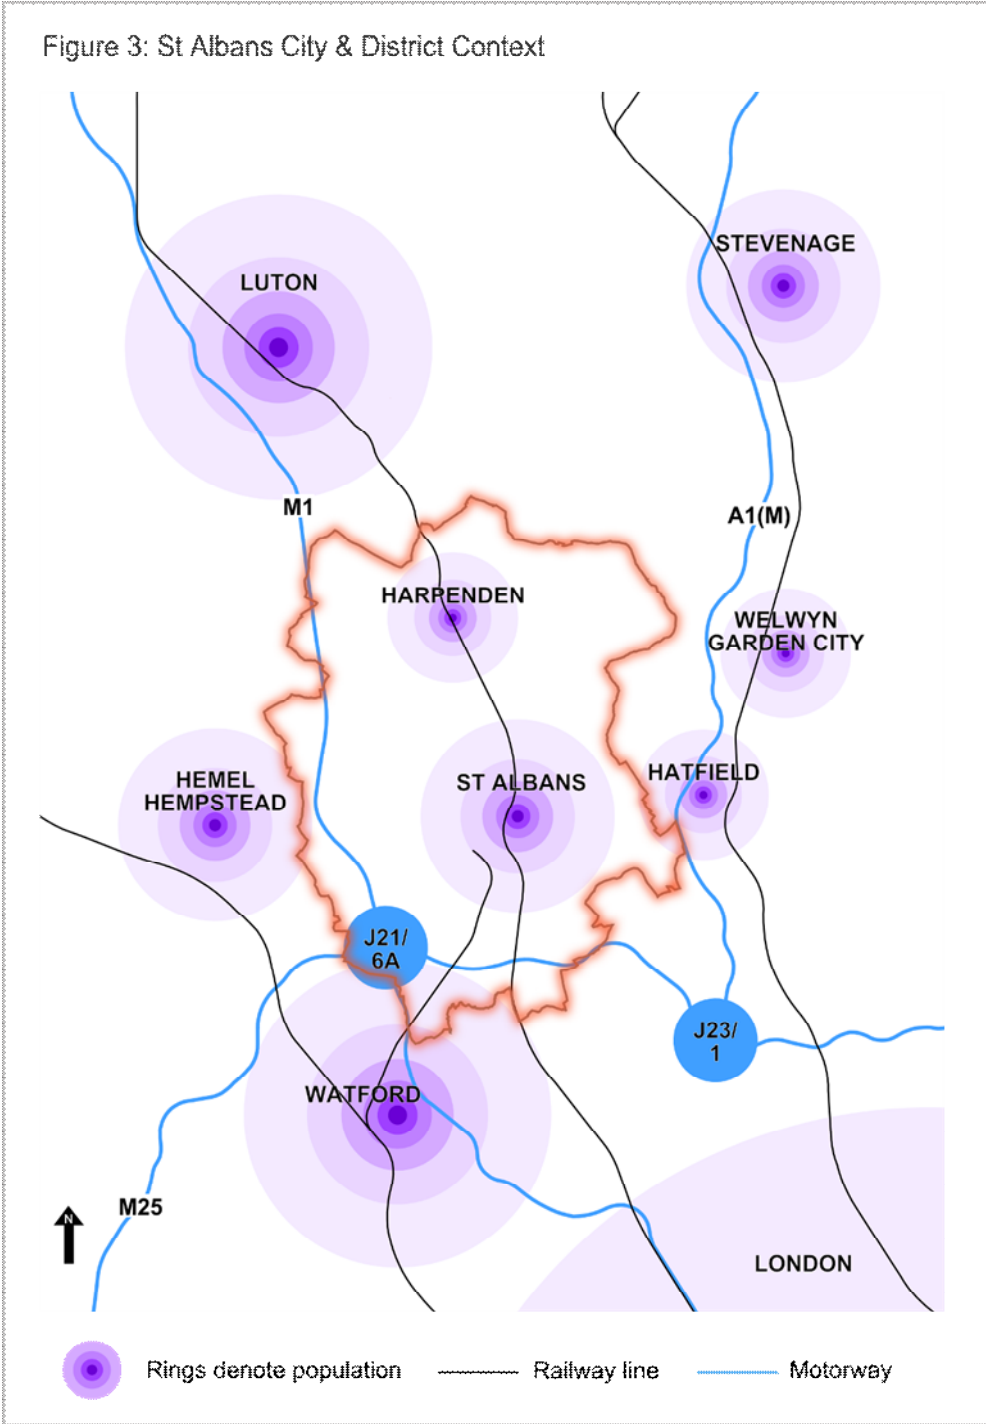 Figure 3: St Albans City & District Context
STEVENAGE
LUTON
M1
A1(M)
HARPENDEN
WELWYN
GARDEN CITY
HATFIELD
HEMEL
HEMPSTEAD
ST ALBANS
J21/
6A
J23/
1
WATFORD
M25
N
LONDON
Rings denote population
Railway line
Motorway